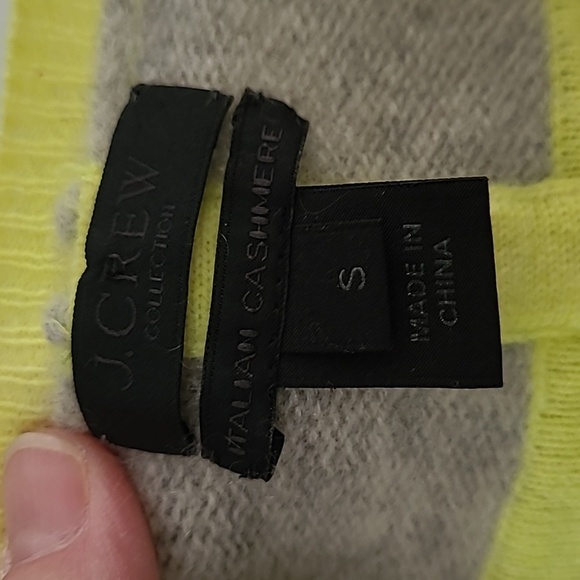 J.CREW
COLLECTION
ITALIAN CASHMERE
S
MADE IN
CHINA